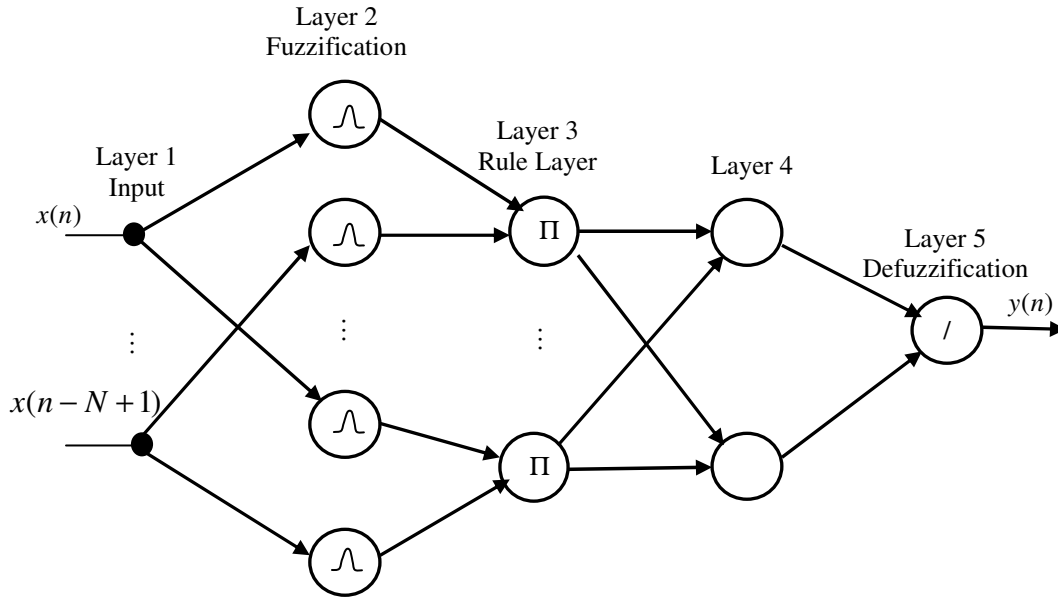 Layer 2
Fuzzification
Layer 3
Rule Layer
Layer 1
Input
Layer 4
x(n)
Π
Layer 5
Defuzzification
y(n)
/
⋮
⋮
⋮
x(n − N + 1)
Π